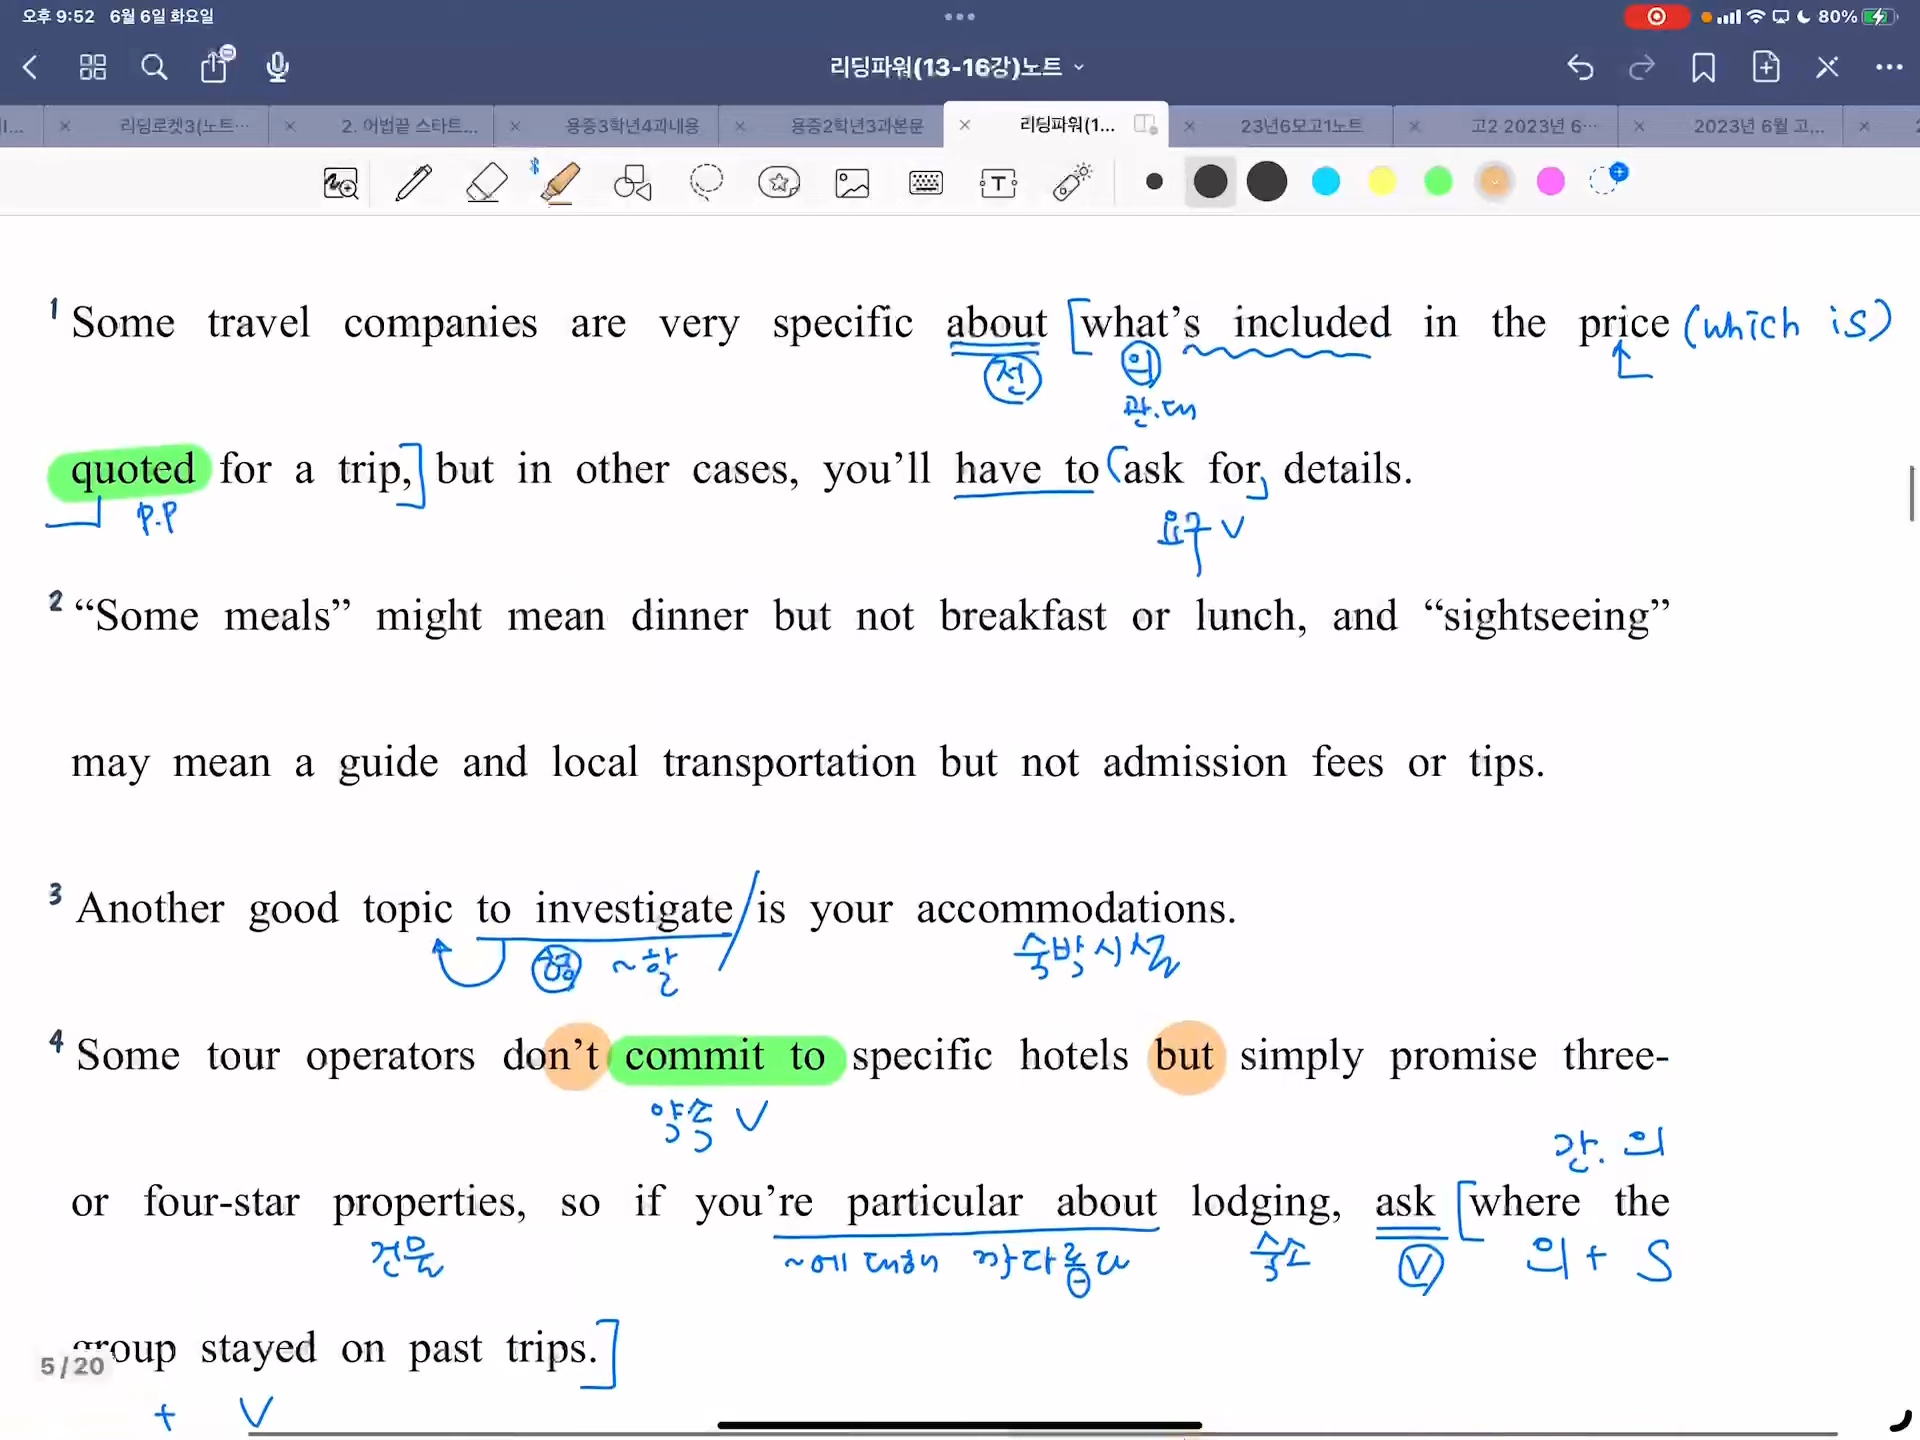 오후 9:52 6월 6일 화요일
80%
리딩파워(13-16강)노트
리딩로켓3(노트… 2. 어법끝 스타트... 용중3학년4과내용 용중2학년3과본문 리딩파워(1... 23년6모고1노트 고2 2023년 6… 2023년 6월 고...
1 Some travel companies are very specific about [what's included in the price (which is)
전 의
관.대
quoted for a trip,] but in other cases, you'll have to (ask for) details.
P.P 요구 V
2 “Some meals” might mean dinner but not breakfast or lunch, and “sightseeing”
may mean a guide and local transportation but not admission fees or tips.
3 Another good topic to investigate / is your accommodations.
형 ~할 숙박시설
4 Some tour operators don't commit to specific hotels but simply promise three-
약속 V
간.의
or four-star properties, so if you're particular about lodging, ask [where the
건물 ~에 대해 까다롭다 숙소 V 의 + S
group stayed on past trips.]
5 / 20
+ V